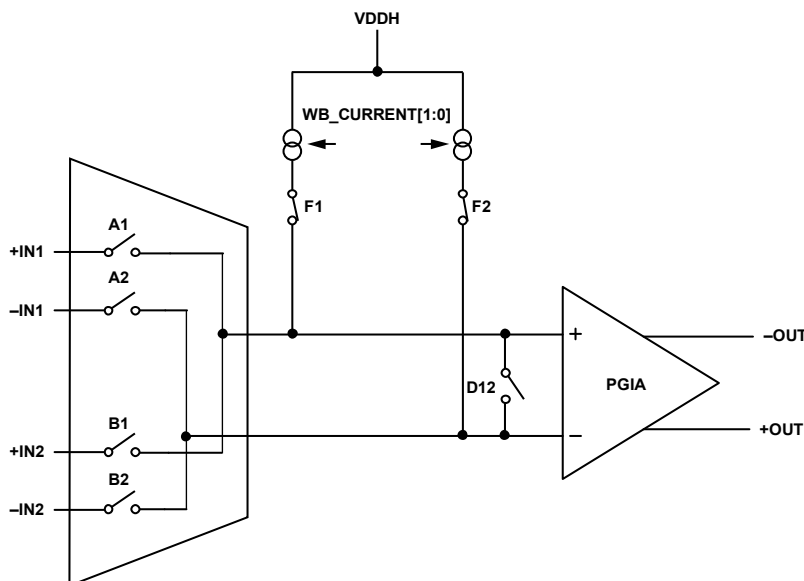 VDDH
WB_CURRENT[1:0]
F1
F2
A1
+IN1
A2
–IN1
+
–OUT
D12
PGIA
B1
+IN2
–
+OUT
B2
–IN2